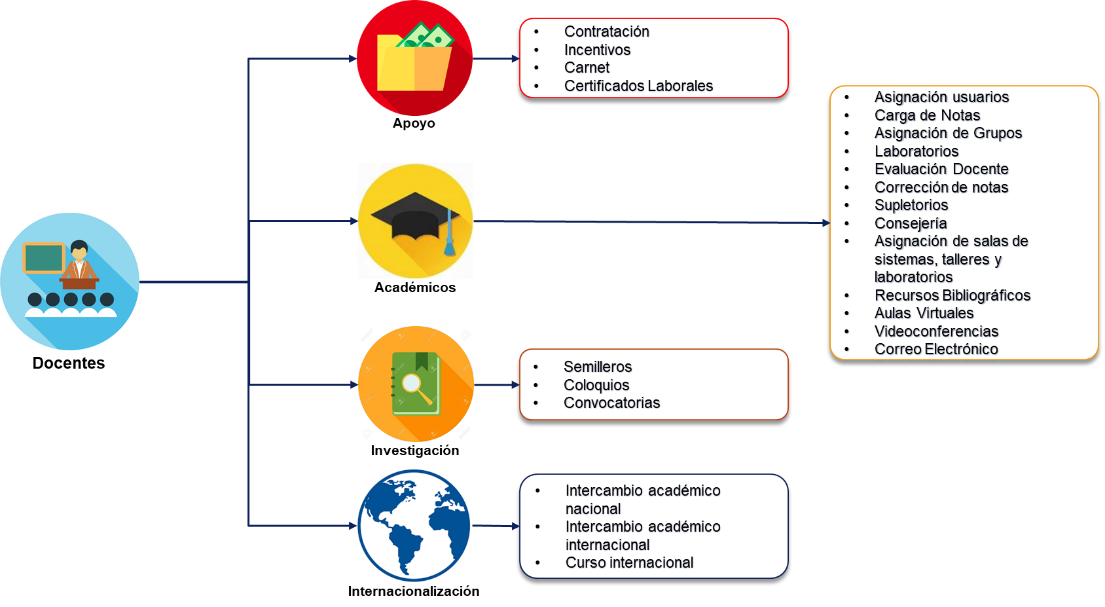 Docentes
Apoyo
• Contratación
• Incentivos
• Carnet
• Certificados Laborales
Académicos
• Asignación usuarios
• Carga de Notas
• Asignación de Grupos
• Laboratorios
• Evaluación Docente
• Corrección de notas
• Supletorios
• Consejería
• Asignación de salas de
sistemas, talleres y
laboratorios
• Recursos Bibliográficos
• Aulas Virtuales
• Videoconferencias
• Correo Electrónico
Investigación
• Semilleros
• Coloquios
• Convocatorias
Internacionalización
• Intercambio académico
nacional
• Intercambio académico
internacional
• Curso internacional